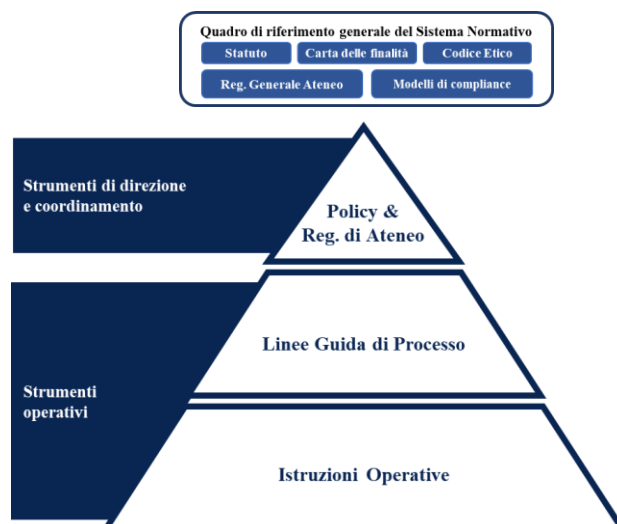 Quadro di riferimento generale del Sistema Normativo
Statuto
Carta delle finalità
Codice Etico
Reg. Generale Ateneo
Modelli di compliance
Strumenti di direzione
e coordinamento
Policy &
Reg. di Ateneo
Linee Guida di Processo
Strumenti
operativi
Istruzioni Operative